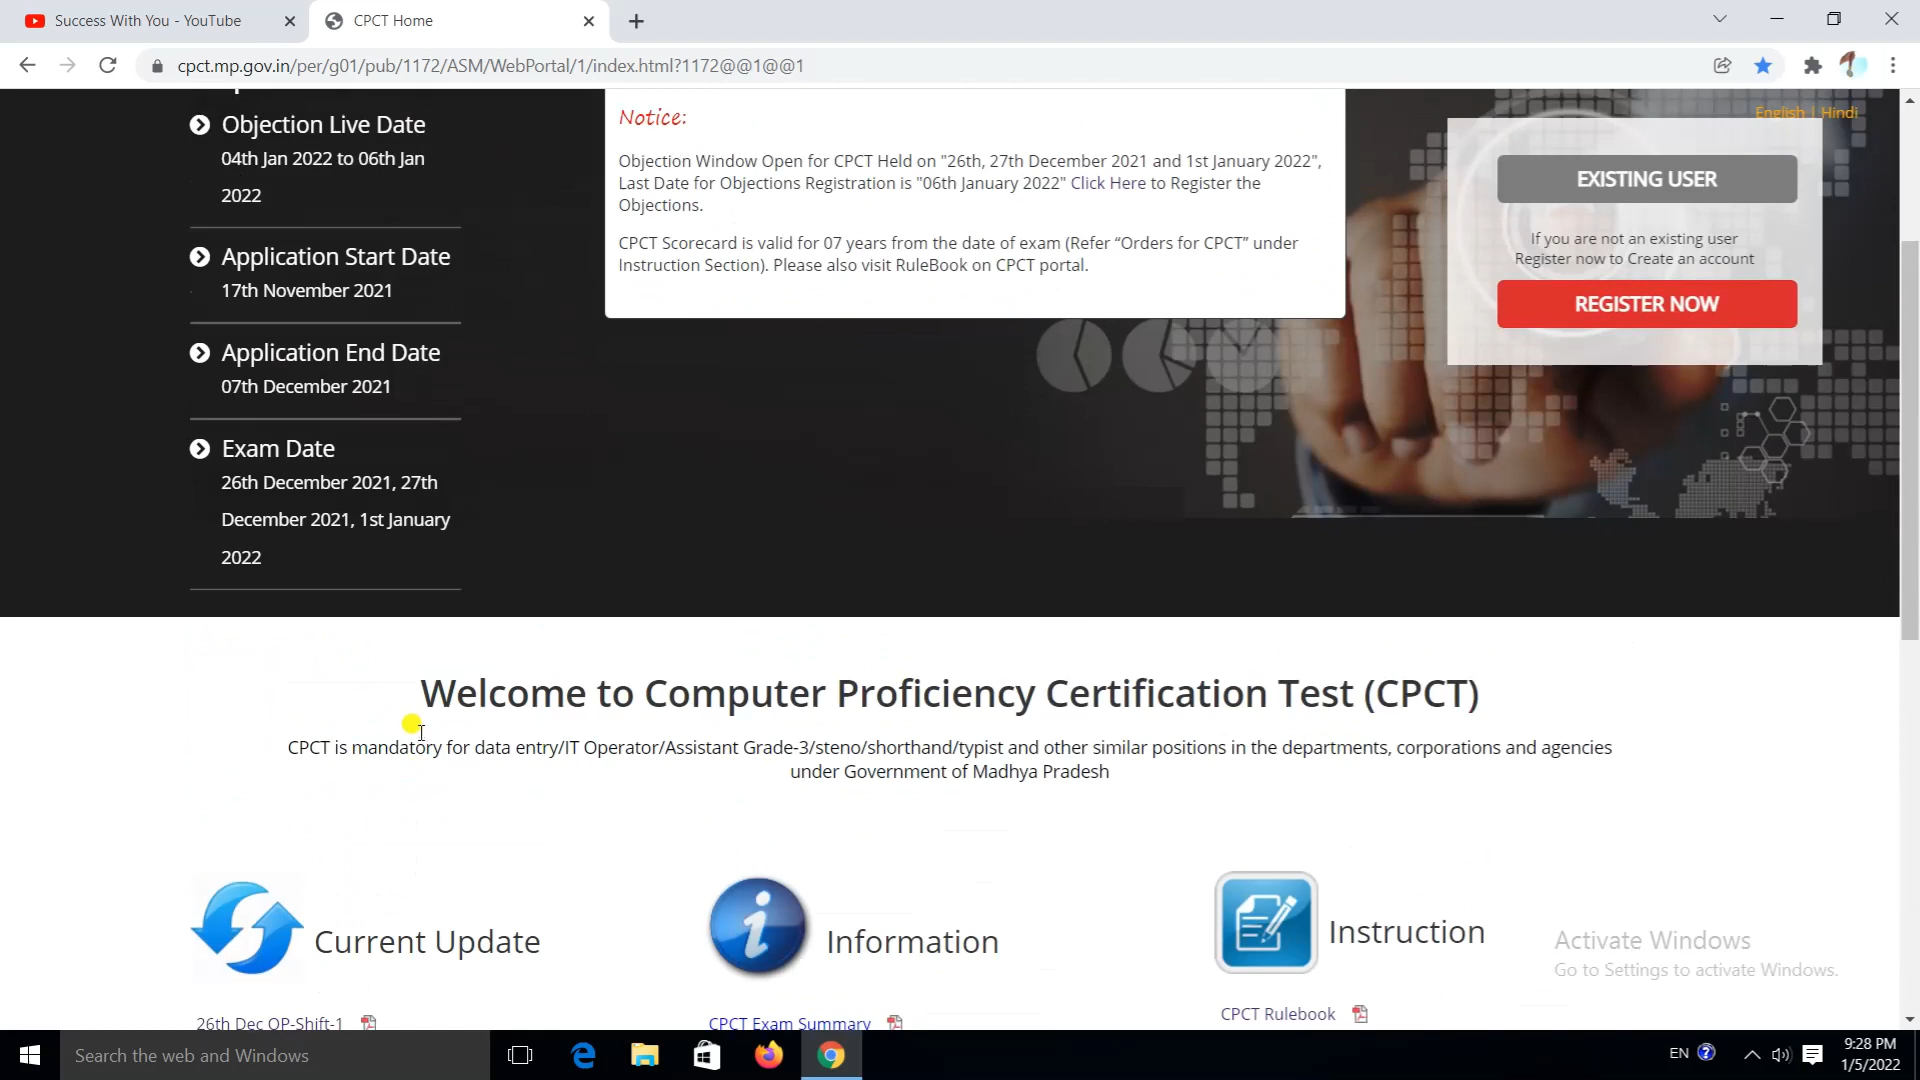 Success With You - YouTube
CPCT Home
cpct.mp.gov.in/per/g01/pub/1172/ASM/WebPortal/1/index.html?1172@@1@@1
English | Hindi
Objection Live Date
04th Jan 2022 to 06th Jan
2022
Application Start Date
17th November 2021
Application End Date
07th December 2021
Exam Date
26th December 2021, 27th
December 2021, 1st January
2022
Notice:
Objection Window Open for CPCT Held on "26th, 27th December 2021 and 1st January 2022",
Last Date for Objections Registration is "06th January 2022" Click Here to Register the
Objections.
CPCT Scorecard is valid for 07 years from the date of exam (Refer “Orders for CPCT” under
Instruction Section). Please also visit RuleBook on CPCT portal.
EXISTING USER
If you are not an existing user
Register now to Create an account
REGISTER NOW
Welcome to Computer Proficiency Certification Test (CPCT)
CPCT is mandatory for data entry/IT Operator/Assistant Grade-3/steno/shorthand/typist and other similar positions in the departments, corporations and agencies
under Government of Madhya Pradesh
Current Update
Information
Instruction
26th Dec OP-Shift-1
CPCT Exam Summary
CPCT Rulebook
Activate Windows
Go to Settings to activate Windows.
Search the web and Windows
EN
9:28 PM
1/5/2022